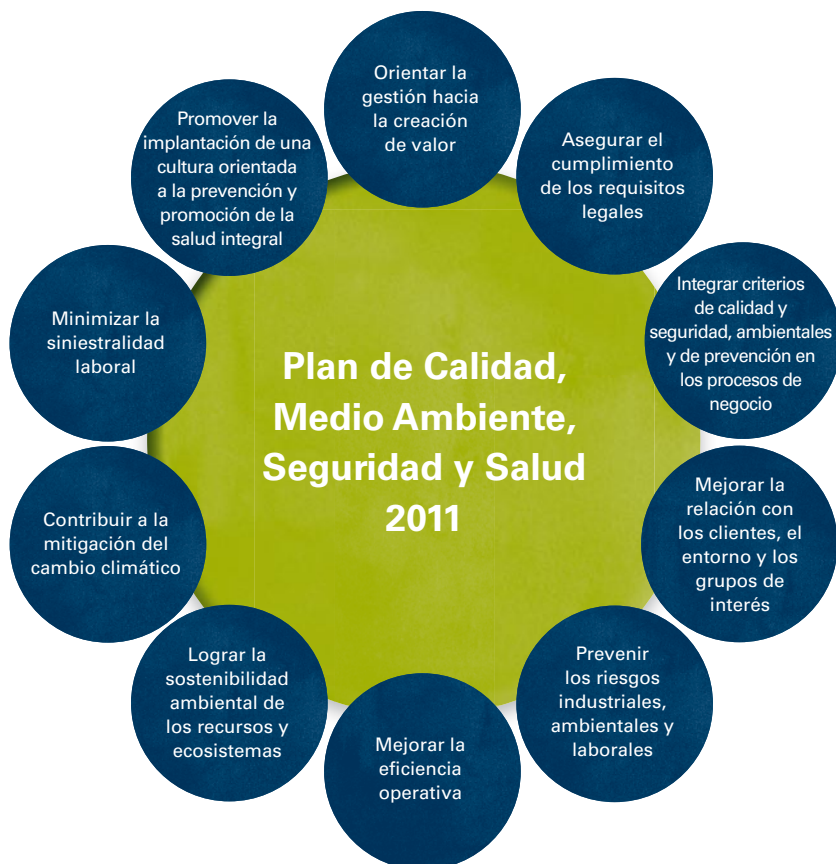 Plan de Calidad,
Medio Ambiente,
Seguridad y Salud
2011
Orientar la
gestión hacia
la creación
de valor
Asegurar el
cumplimiento
de los requisitos
legales
Integrar criterios
de calidad y
seguridad, ambientales
y de prevención en
los procesos de
negocio
Mejorar la
relación con
los clientes, el
entorno y los
grupos de
interés
Prevenir
los riesgos
industriales,
ambientales y
laborales
Mejorar la
eficiencia
operativa
Lograr la
sostenibilidad
ambiental de
los recursos y
ecosistemas
Contribuir a la
mitigación del
cambio climático
Minimizar la
siniestralidad
laboral
Promover la
implantación de una
cultura orientada
a la prevención y
promoción de la
salud integral